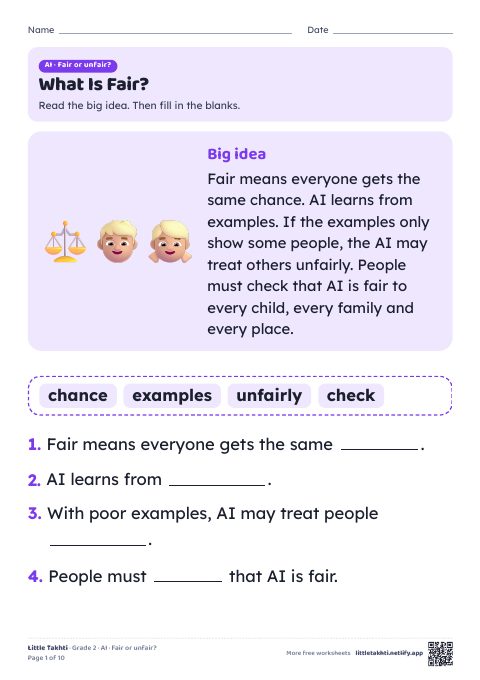 Name Date
AI · Fair or unfair?
What Is Fair?
Read the big idea. Then fill in the blanks.
Big idea
Fair means everyone gets the
same chance. AI learns from
examples. If the examples only
show some people, the AI may
treat others unfairly. People
must check that AI is fair to
every child, every family and
every place.
chance examples unfairly check
1. Fair means everyone gets the same ________.
2. AI learns from __________.
3. With poor examples, AI may treat people
__________.
4. People must _______ that AI is fair.
Little Takhti · Grade 2 · AI · Fair or unfair?
Page 1 of 10
More free worksheets · littletakhti.netlify.app